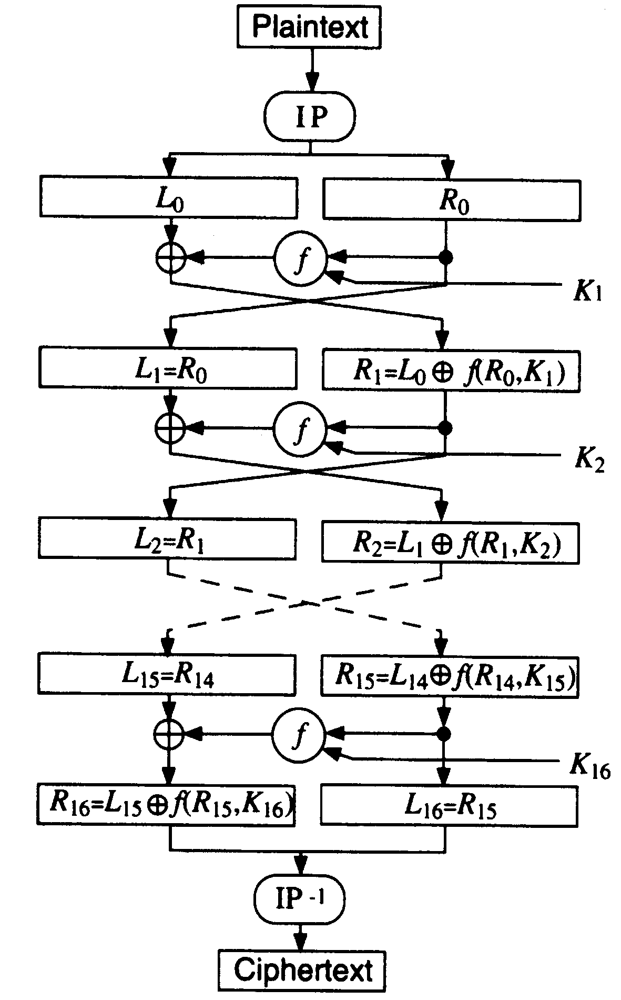 Plaintext
IP
L₀
R₀
f
K₁
L₁=R₀
R₁=L₀ ⊕ f(R₀,K₁)
f
K₂
L₂=R₁
R₂=L₁ ⊕ f(R₁,K₂)
L₁₅=R₁₄
R₁₅=L₁₄⊕f(R₁₄,K₁₅)
f
K₁₆
R₁₆=L₁₅⊕f(R₁₅,K₁₆)
L₁₆=R₁₅
IP⁻¹
Ciphertext